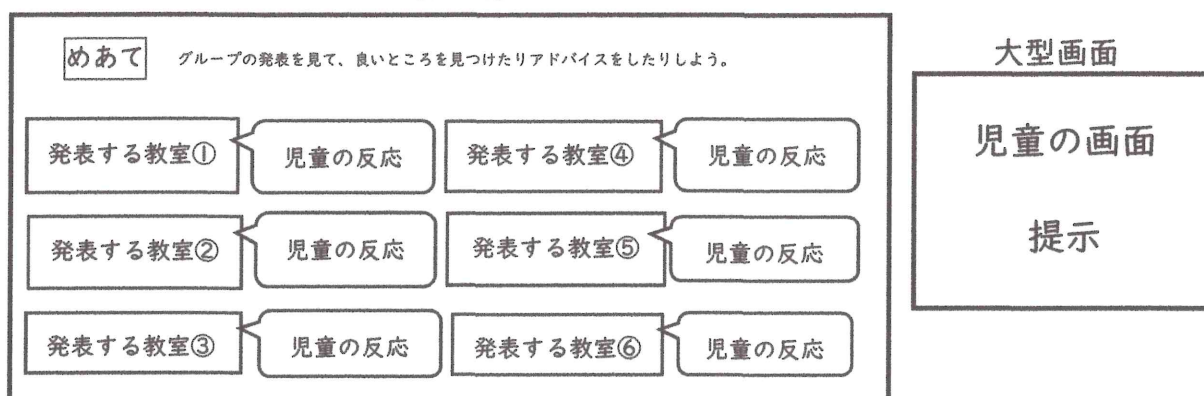 めあて グループの発表を見て、良いところを見つけたりアドバイスをしたりしよう。
発表する教室① 児童の反応 発表する教室④ 児童の反応
発表する教室② 児童の反応 発表する教室⑤ 児童の反応
発表する教室③ 児童の反応 発表する教室⑥ 児童の反応
大型画面
児童の画面
提示